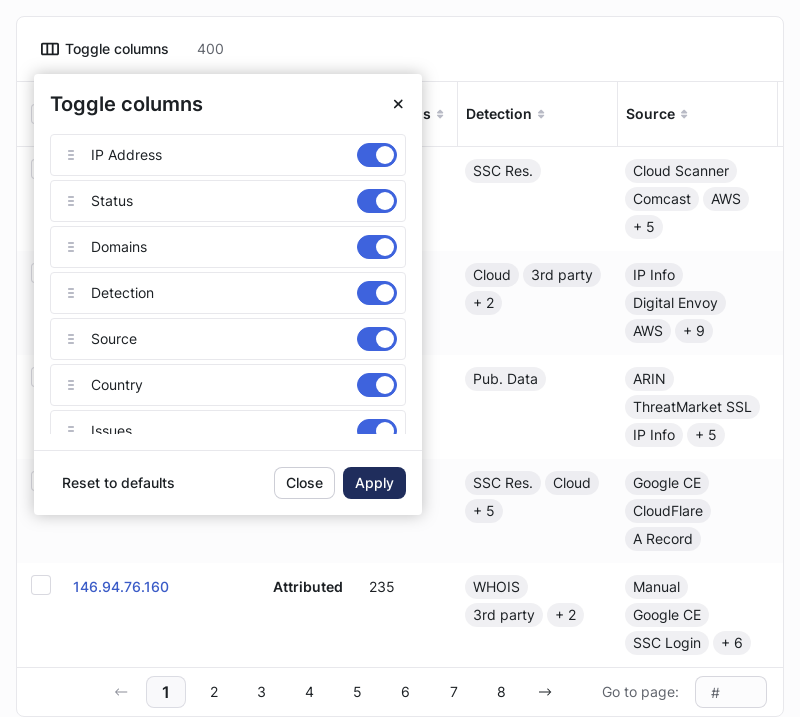 Toggle columns 400
Toggle columns
s Detection Source
IP Address
Status
Domains
Detection
Source
Country
Issues
Reset to defaults Close Apply
SSC Res. Cloud Scanner
Comcast AWS
+ 5
Cloud 3rd party IP Info
+ 2 Digital Envoy
AWS + 9
Pub. Data ARIN
ThreatMarket SSL
IP Info + 5
SSC Res. Cloud Google CE
+ 5 CloudFlare
A Record
146.94.76.160 Attributed 235 WHOIS Manual
3rd party + 2 Google CE
SSC Login + 6
← 1 2 3 4 5 6 7 8 → Go to page: #